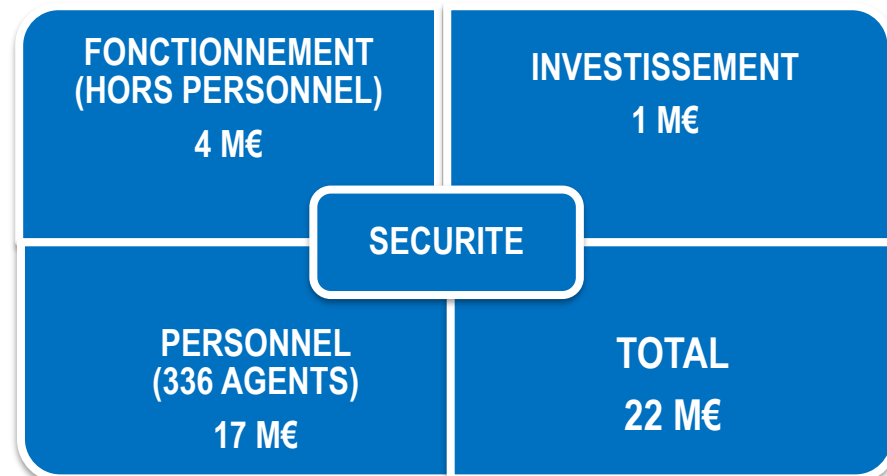 FONCTIONNEMENT
(HORS PERSONNEL)
4 M€
INVESTISSEMENT
1 M€
SECURITE
PERSONNEL
(336 AGENTS)
17 M€
TOTAL
22 M€